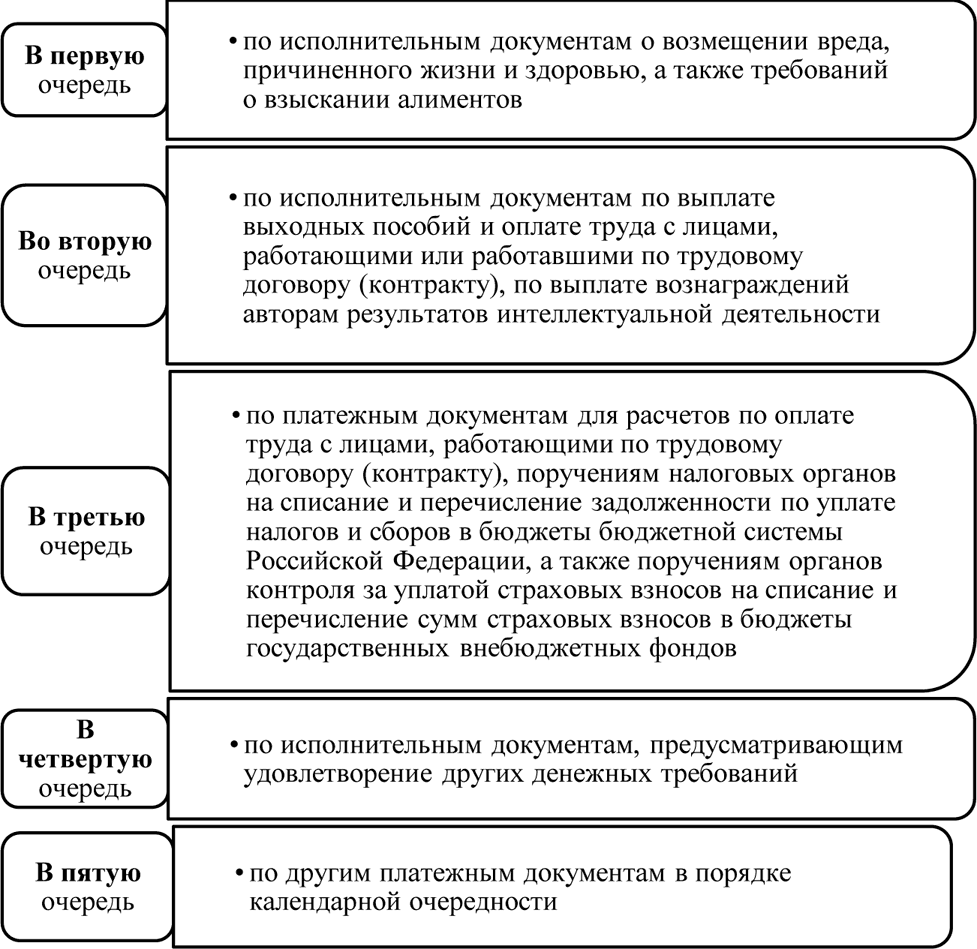 В первую
очередь
• по исполнительным документам о возмещении вреда,
причиненного жизни и здоровью, а также требований
о взыскании алиментов
Во вторую
очередь
• по исполнительным документам по выплате
выходных пособий и оплате труда с лицами,
работающими или работавшими по трудовому
договору (контракту), по выплате вознаграждений
авторам результатов интеллектуальной деятельности
В третью
очередь
• по платежным документам для расчетов по оплате
труда с лицами, работающими по трудовому
договору (контракту), поручениям налоговых органов
на списание и перечисление задолженности по уплате
налогов и сборов в бюджеты бюджетной системы
Российской Федерации, а также поручениям органов
контроля за уплатой страховых взносов на списание и
перечисление сумм страховых взносов в бюджеты
государственных внебюджетных фондов
В
четвертую
очередь
• по исполнительным документам, предусматривающим
удовлетворение других денежных требований
В пятую
очередь
• по другим платежным документам в порядке
календарной очередности